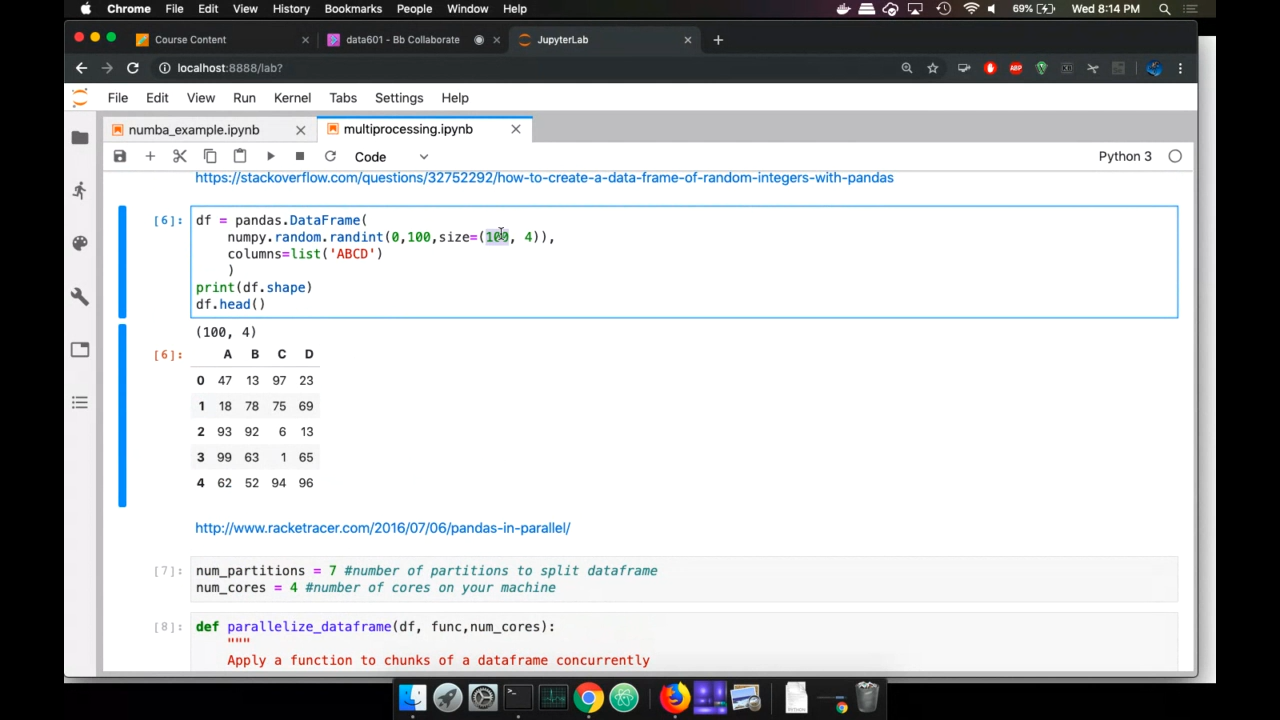 Chrome File Edit View History Bookmarks People Window Help 69% Wed 8:14 PM
Course Content data601 - Bb Collaborate JupyterLab
localhost:8888/lab?
File Edit View Run Kernel Tabs Settings Help
numba_example.ipynb multiprocessing.ipynb
Code Python 3
https://stackoverflow.com/questions/32752292/how-to-create-a-data-frame-of-random-integers-with-pandas
[6]: df = pandas.DataFrame(
numpy.random.randint(0,100,size=(100, 4)),
columns=list('ABCD')
)
print(df.shape)
df.head()
(100, 4)
[6]: A B C D
0 47 13 97 23
1 18 78 75 69
2 93 92 6 13
3 99 63 1 65
4 62 52 94 96
http://www.racketracer.com/2016/07/06/pandas-in-parallel/
[7]: num_partitions = 7 #number of partitions to split dataframe
num_cores = 4 #number of cores on your machine
[8]: def parallelize_dataframe(df, func,num_cores):
"""
Apply a function to chunks of a dataframe concurrently